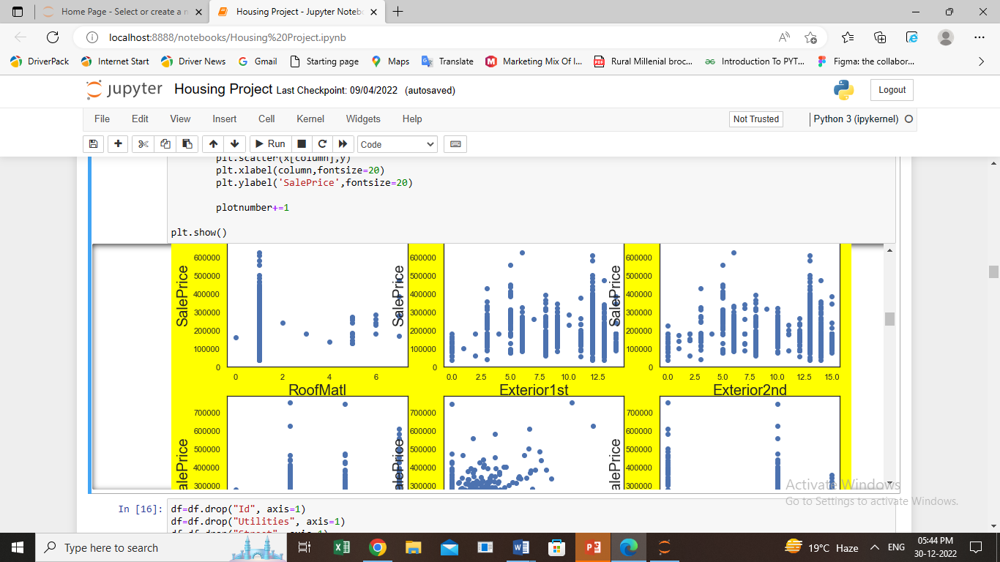 Home Page - Select or create a n
Housing Project - Jupyter Noteb
localhost:8888/notebooks/Housing%20Project.ipynb
DriverPack
Internet Start
Driver News
Gmail
Starting page
Maps
Translate
Marketing Mix Of I...
Rural Millenial broc...
Introduction To PYT...
Figma: the collabor...
jupyter Housing Project Last Checkpoint: 09/04/2022 (autosaved)
Logout
File Edit View Insert Cell Kernel Widgets Help
Not Trusted
Python 3 (ipykernel)
Run
Code
plt.scatter(x[column],y)
plt.xlabel(column,fontsize=20)
plt.ylabel('SalePrice',fontsize=20)
plotnumber+=1
plt.show()
SalePrice
600000
500000
400000
300000
200000
100000
0
0 2 4 6
RoofMatl
SalePrice
600000
500000
400000
300000
200000
100000
0
0.0 2.5 5.0 7.5 10.0 12.5
Exterior1st
SalePrice
600000
500000
400000
300000
200000
100000
0
0.0 2.5 5.0 7.5 10.0 12.5 15.0
Exterior2nd
alePrice
700000
600000
500000
400000
300000
alePrice
700000
600000
500000
400000
300000
alePrice
700000
600000
500000
400000
300000
Activate Windows
Go to Settings to activate Windows.
In [16]:
df=df.drop("Id", axis=1)
df=df.drop("Utilities", axis=1)
df=df.drop("Street", axis=1)
Type here to search
19°C Haze
ENG
05:44 PM
30-12-2022